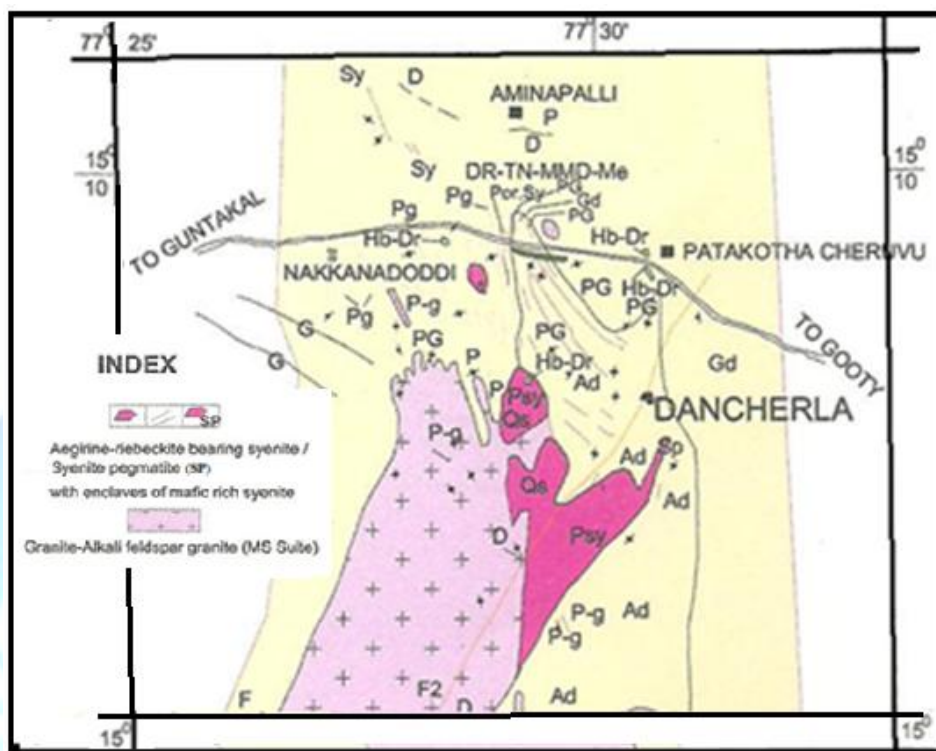 77° 25'
77° 30'
Sy
D
AMINAPALLI
P
D
15°
10
15°
10
Sy
DR-TN-MMD-Me
Pg
Por.Sy
PG
Gd
PG
Pg
TO GUNTAKAL
Hb-Dr
Hb-Dr
PATAKOTHA CHERUVU
NAKKANADODDI
PG
Hb-Dr
PG
P-g
Pg
G
G
PG
PG
Hb-Dr
TO GOOTY
INDEX
P
Ad
Gd
P
Psy
Qs
DANCHERLA
SP
P-g
Sp
Aegirine-riebeckite bearing syenite /
Syenite pegmatite (SP)
with enclaves of mafic rich syenite
Ad
Qs
Ad
Granite-Alkali feldspar granite (MS Suite)
D
Psy
P-g
Ad
P-g
F
F2
D
Ad
15°
15°